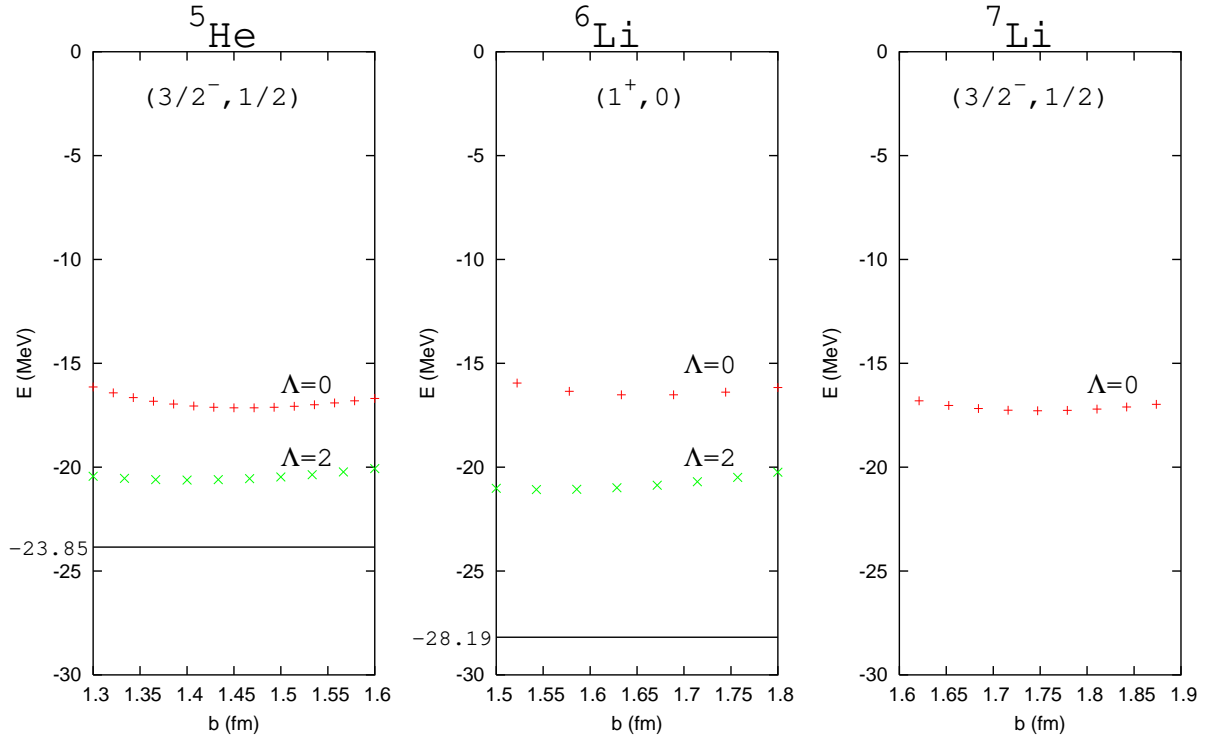 ⁵He
(3/2⁻,1/2)
E (MeV)
0
-5
-10
-15
-20
-25
-30
Λ=0
Λ=2
-23.85
1.3 1.35 1.4 1.45 1.5 1.55 1.6
b (fm)
⁶Li
(1⁺,0)
E (MeV)
0
-5
-10
-15
-20
-25
-30
Λ=0
Λ=2
-28.19
1.5 1.55 1.6 1.65 1.7 1.75 1.8
b (fm)
⁷Li
(3/2⁻,1/2)
E (MeV)
0
-5
-10
-15
-20
-25
-30
Λ=0
1.6 1.65 1.7 1.75 1.8 1.85 1.9
b (fm)